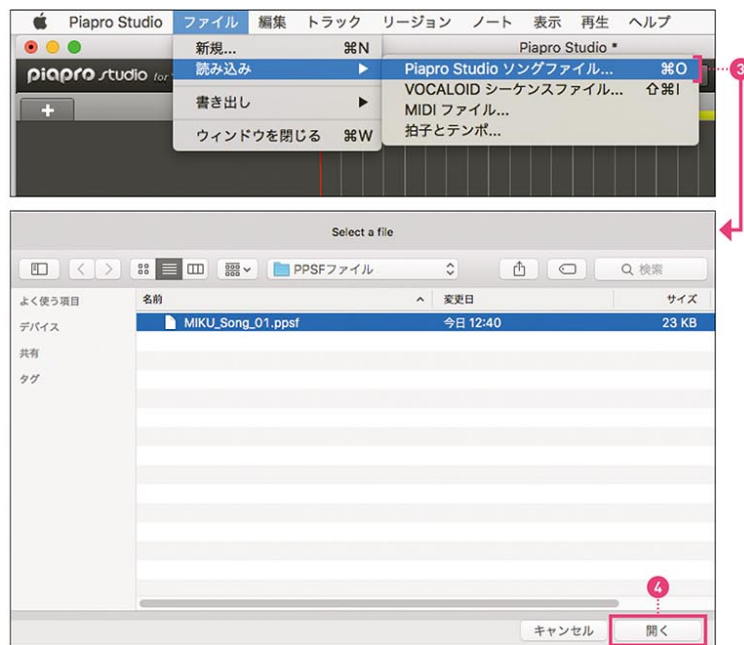 Piapro Studio ファイル 編集 トラック リージョン ノート 表示 再生 ヘルプ
新規... ⌘N
Piapro Studio *
piapro studio for
読み込み ▶
Piapro Studio ソングファイル... ⌘O
3
VOCALOID シーケンスファイル... ⇧⌘I
書き出し ▶
MIDI ファイル...
拍子とテンポ...
ウィンドウを閉じる ⌘W
Select a file
PPSFファイル
検索
よく使う項目
名前 変更日 サイズ
デバイス
MIKU_Song_01.ppsf 今日 12:40 23 KB
共有
タグ
4
キャンセル 開く